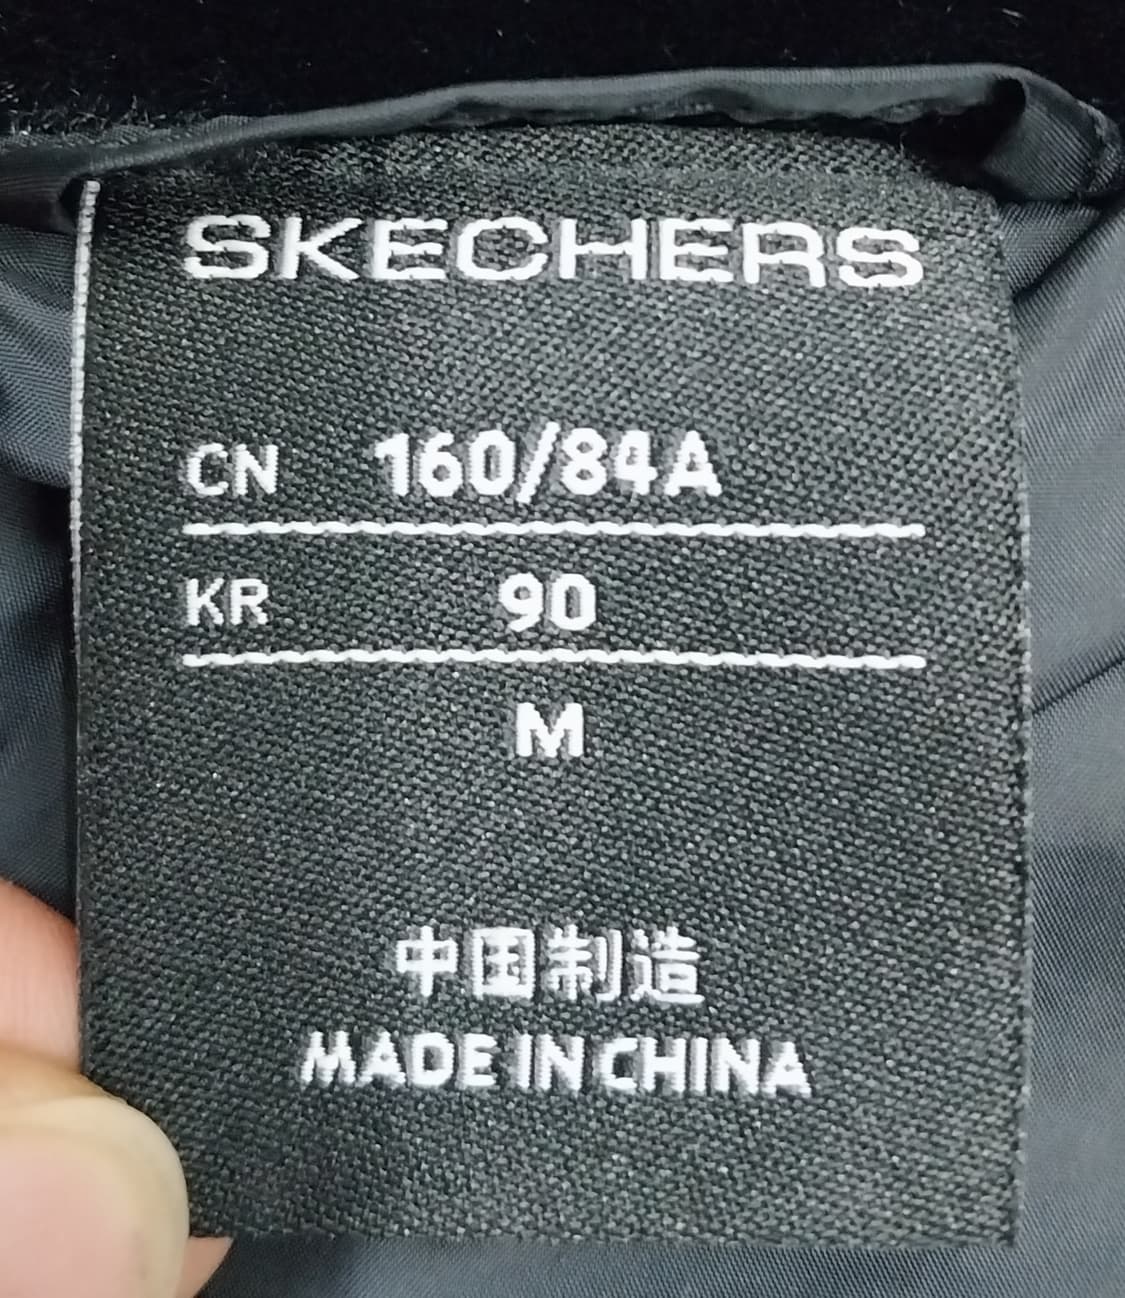 SKECHERS
CN 160/84A
KR 90
M
中国制造
MADE IN CHINA